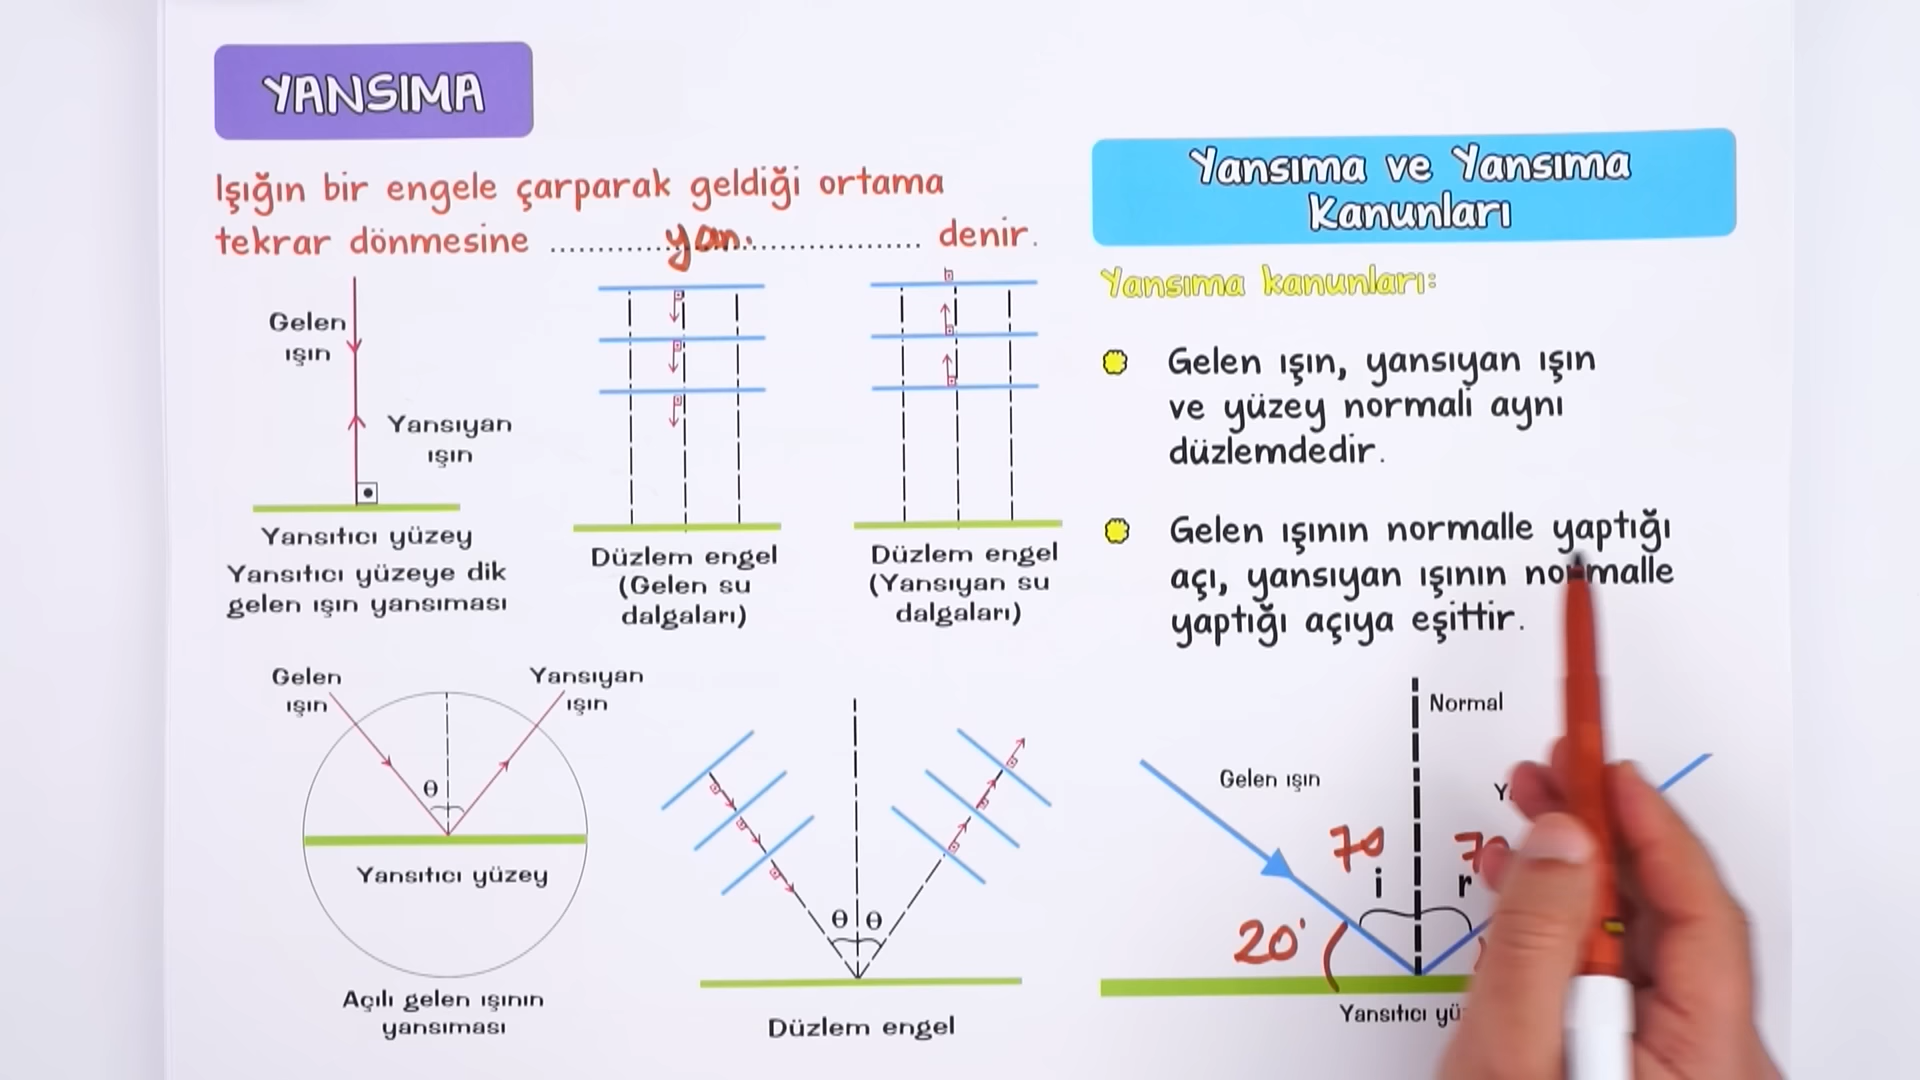 YANSIMA
Işığın bir engele çarparak geldiği ortama
tekrar dönmesine ........ yan. ........ denir.
Gelen
ışın
Yansıyan
ışın
Yansıtıcı yüzey
Yansıtıcı yüzeye dik
gelen ışın yansıması
Düzlem engel
(Gelen su
dalgaları)
Düzlem engel
(Yansıyan su
dalgaları)
Gelen
ışın
Yansıyan
ışın
θ
Yansıtıcı yüzey
Açılı gelen ışının
yansıması
θ θ
Düzlem engel
Yansıma ve Yansıma
Kanunları
Yansıma kanunları:
Gelen ışın, yansıyan ışın
ve yüzey normali aynı
düzlemdedir.
Gelen ışının normalle yaptığı
açı, yansıyan ışının normalle
yaptığı açıya eşittir.
Normal
Gelen ışın
70 70
i r
20°
Yansıtıcı